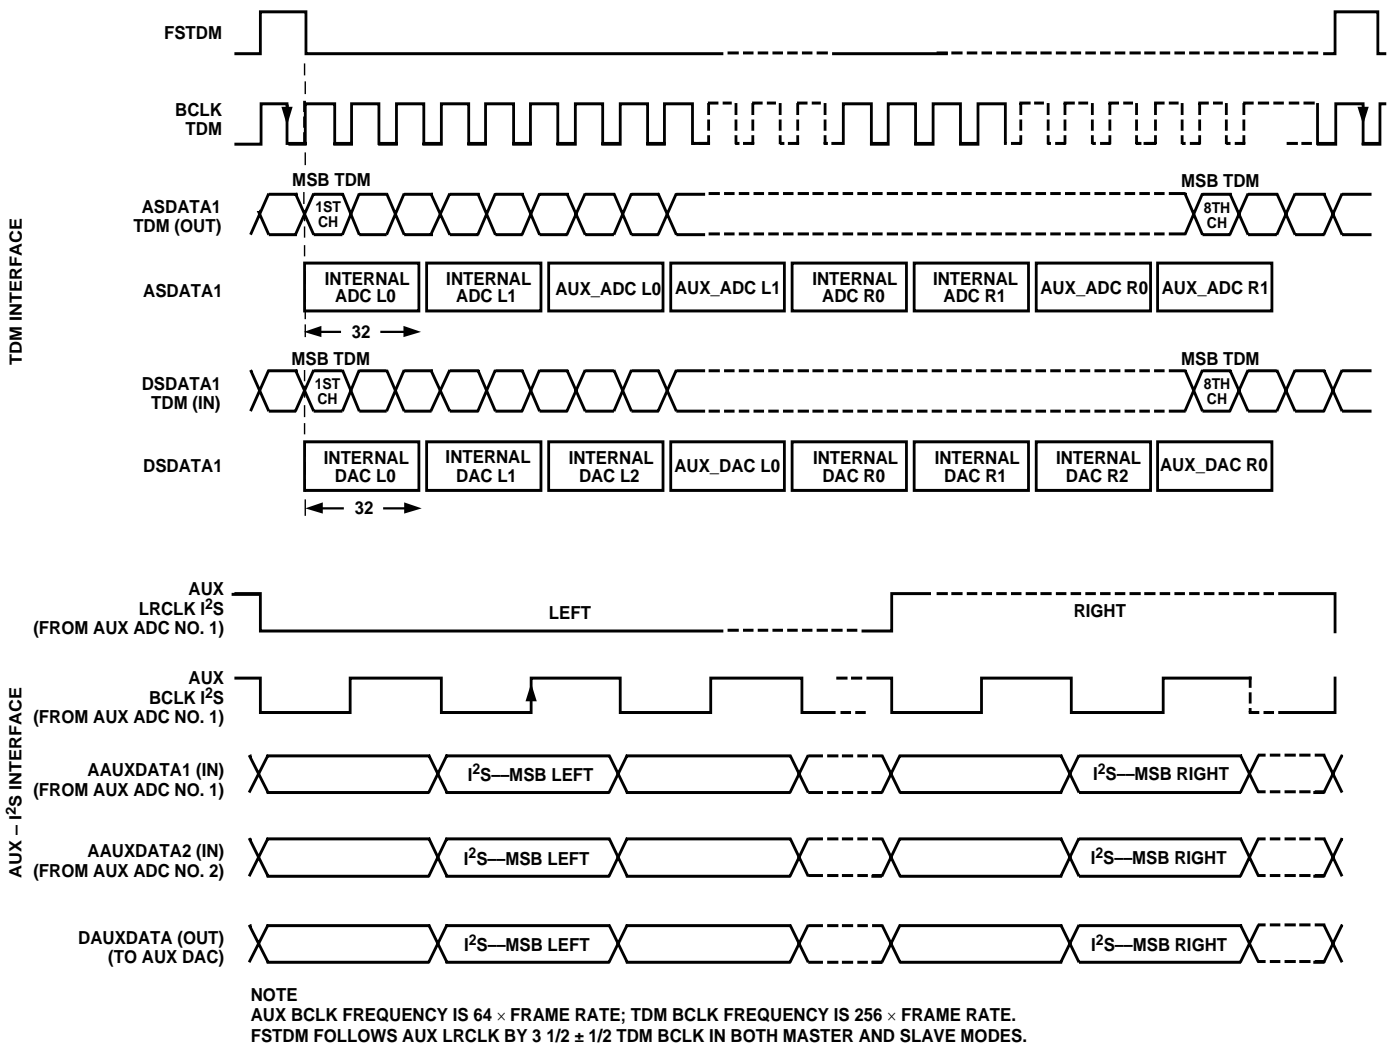 FSTDM
BCLK
TDM
MSB TDM
MSB TDM
ASDATA1
TDM (OUT)
1ST
CH
8TH
CH
ASDATA1
INTERNAL
ADC L0
INTERNAL
ADC L1
AUX_ADC L0
AUX_ADC L1
INTERNAL
ADC R0
INTERNAL
ADC R1
AUX_ADC R0
AUX_ADC R1
32
TDM INTERFACE
MSB TDM
MSB TDM
DSDATA1
TDM (IN)
1ST
CH
8TH
CH
DSDATA1
INTERNAL
DAC L0
INTERNAL
DAC L1
INTERNAL
DAC L2
AUX_DAC L0
INTERNAL
DAC R0
INTERNAL
DAC R1
INTERNAL
DAC R2
AUX_DAC R0
32
AUX
LRCLK I²S
(FROM AUX ADC NO. 1)
LEFT
RIGHT
AUX
BCLK I²S
(FROM AUX ADC NO. 1)
AUX – I²S INTERFACE
AAUXDATA1 (IN)
(FROM AUX ADC NO. 1)
I²S—MSB LEFT
I²S—MSB RIGHT
AAUXDATA2 (IN)
(FROM AUX ADC NO. 2)
I²S—MSB LEFT
I²S—MSB RIGHT
DAUXDATA (OUT)
(TO AUX DAC)
I²S—MSB LEFT
I²S—MSB RIGHT
NOTE
AUX BCLK FREQUENCY IS 64 × FRAME RATE; TDM BCLK FREQUENCY IS 256 × FRAME RATE.
FSTDM FOLLOWS AUX LRCLK BY 3 1/2 ± 1/2 TDM BCLK IN BOTH MASTER AND SLAVE MODES.